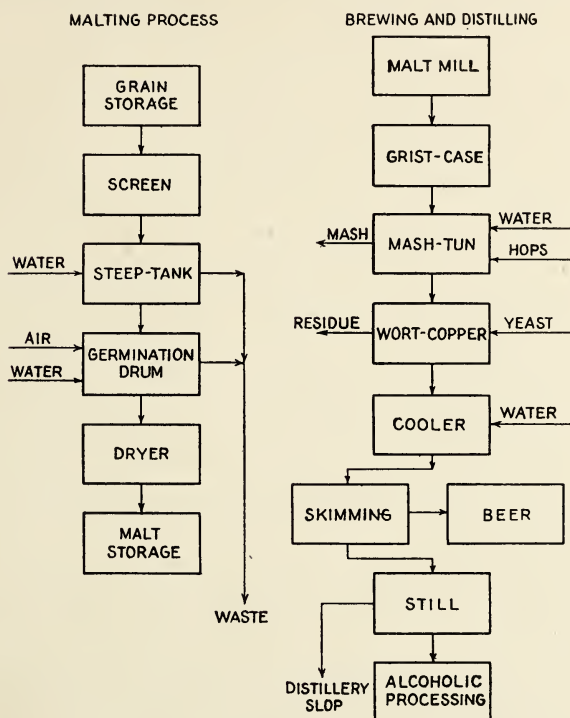 MALTING PROCESS
GRAIN
STORAGE
SCREEN
WATER
STEEP-TANK
AIR
WATER
GERMINATION
DRUM
DRYER
MALT
STORAGE
WASTE
BREWING AND DISTILLING
MALT MILL
GRIST-CASE
MASH
MASH-TUN
WATER
HOPS
RESIDUE
WORT-COPPER
YEAST
COOLER
WATER
SKIMMING
BEER
STILL
DISTILLERY
SLOP
ALCOHOLIC
PROCESSING